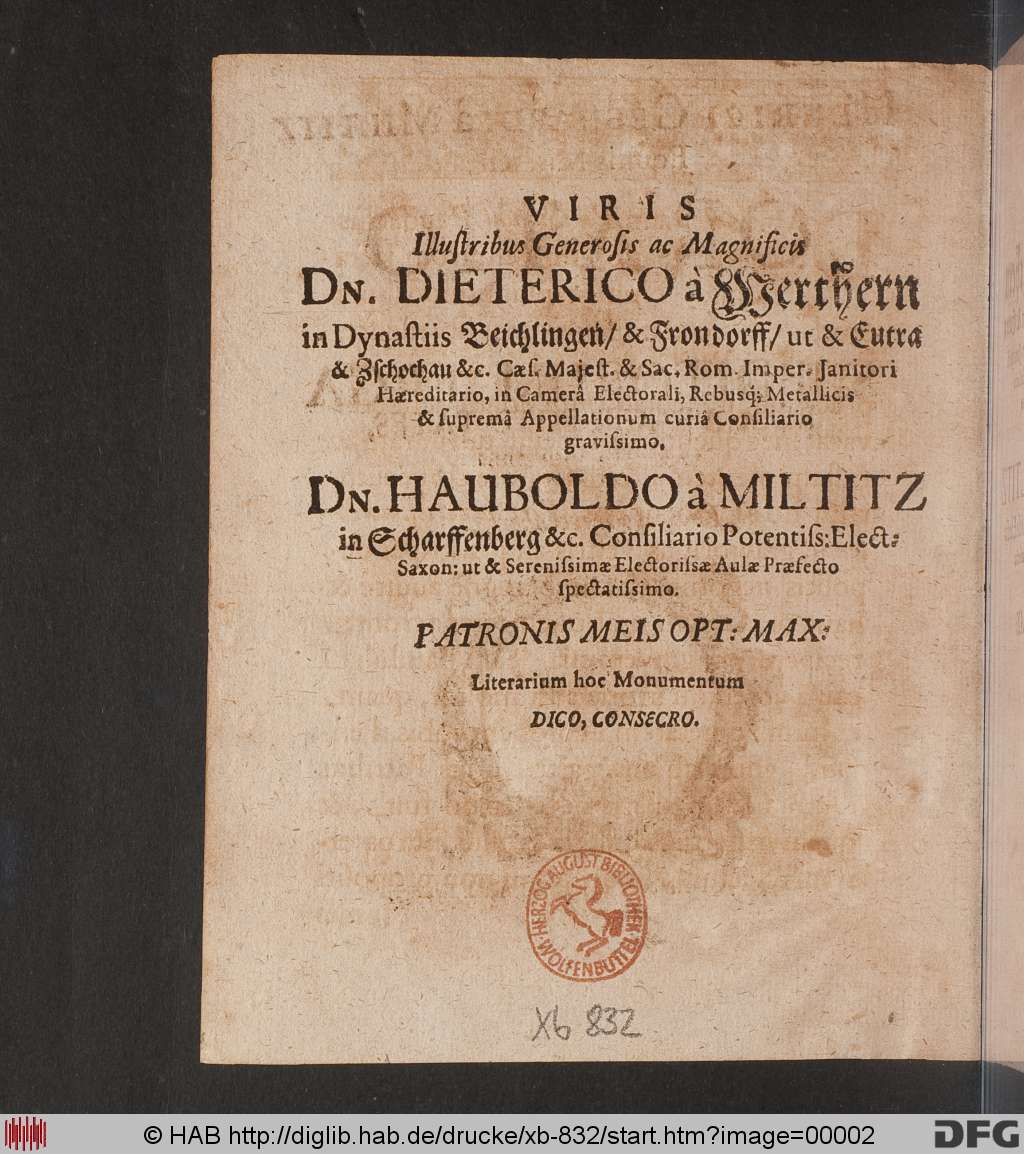 VIRIS
Illuſtribus Generoſis ac Magnificis
DN. DIETERICO à Werthern
in Dynaſtiis Beichlingen/ & Frondorff/ ut & Eutra
& Zſchochau &c. Cæſ. Majeſt. & Sac. Rom. Imper. Janitori
Hæreditario, in Camerâ Electorali, Rebusq; Metallicis
& ſupremâ Appellationum curiâ Conſiliario
graviſsimo.
DN. HAUBOLDO à MILTITZ
in Scharffenberg &c. Conſiliario Potentiſs: Elect:
Saxon: ut & Sereniſsimæ Electoriſsæ Aulæ Præfecto
ſpectatiſsimo.
PATRONIS MEIS OPT: MAX:
Literarium hoc Monumentum
DICO, CONSECRO.
HERZOG AUGUST BIBLIOTHEK
WOLFENBÜTTEL
Xb 832
© HAB http://diglib.hab.de/drucke/xb-832/start.htm?image=00002
DFG